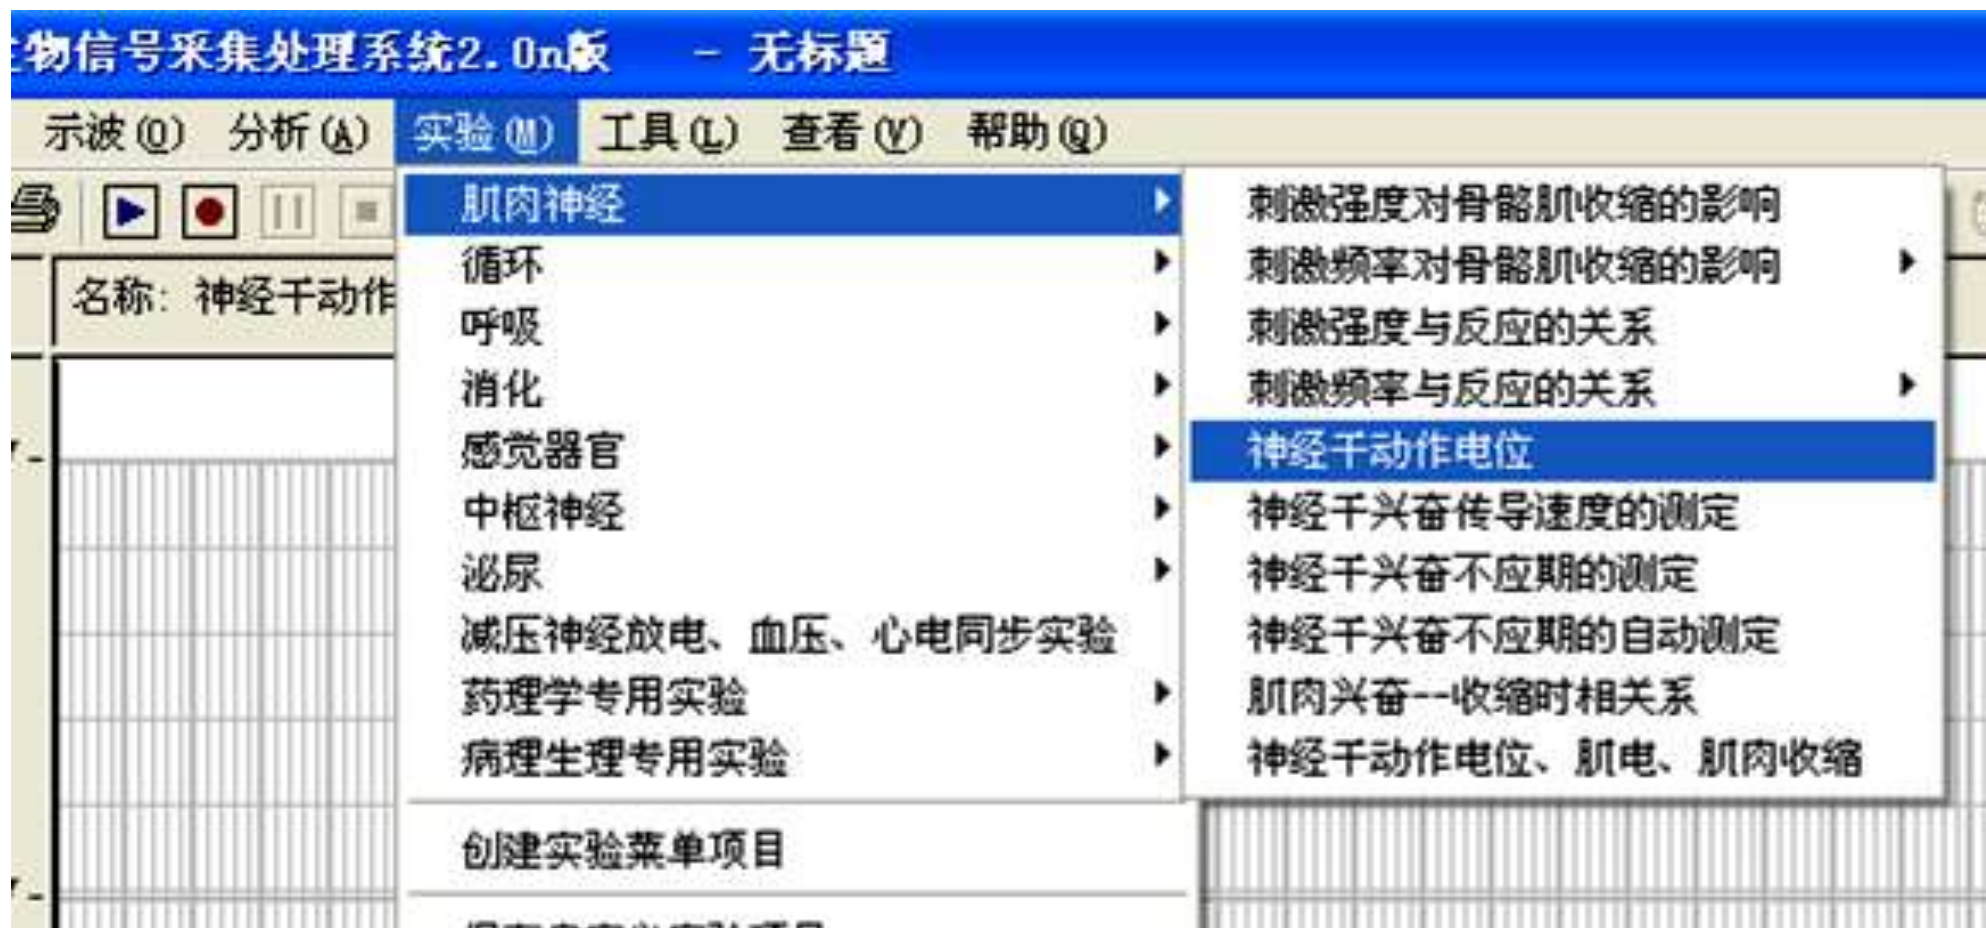 物信号采集处理系统2.0n版 - 无标题
示波(O) 分析(A) 实验(M) 工具(L) 查看(V) 帮助(Q)
名称: 神经干动作
肌肉神经
循环
呼吸
消化
感觉器官
中枢神经
泌尿
减压神经放电、血压、心电同步实验
药理学专用实验
病理生理专用实验
创建实验菜单项目
刺激强度对骨骼肌收缩的影响
刺激频率对骨骼肌收缩的影响
刺激强度与反应的关系
刺激频率与反应的关系
神经干动作电位
神经干兴奋传导速度的测定
神经干兴奋不应期的测定
神经干兴奋不应期的自动测定
肌肉兴奋--收缩时相关系
神经干动作电位、肌电、肌肉收缩